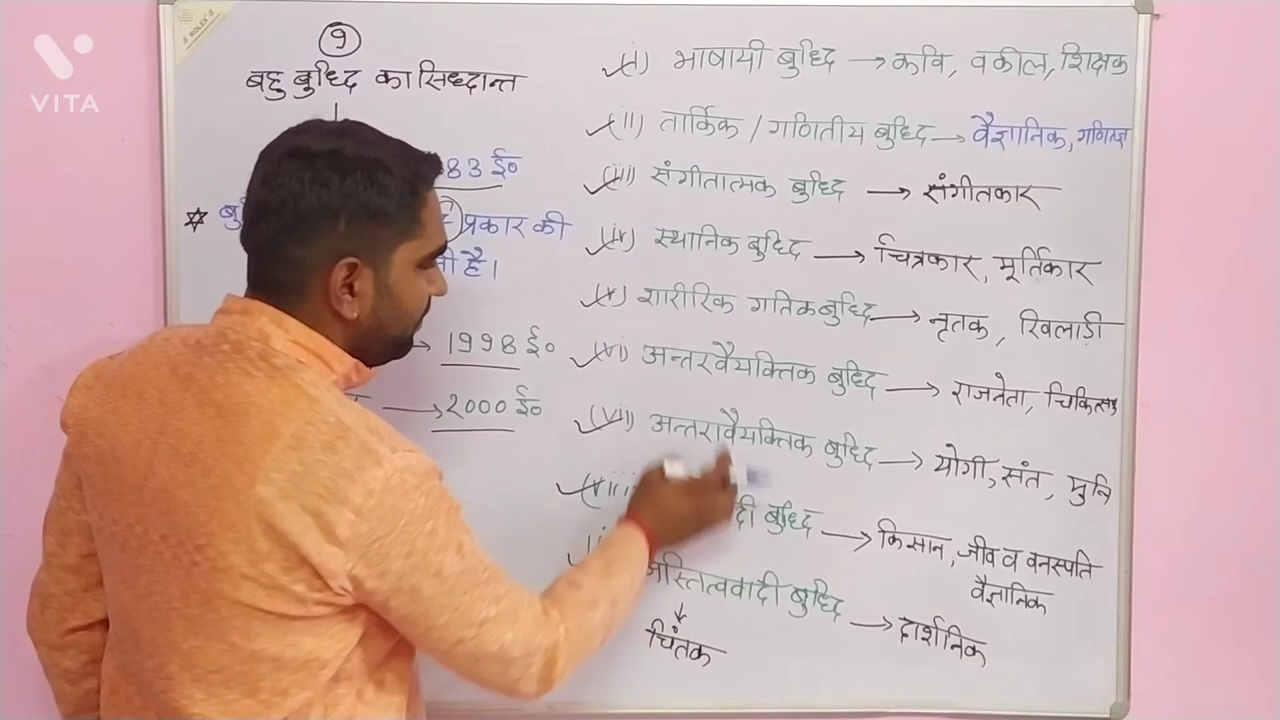 VITA
ROLEX
9
बहु बुध्दि का सिध्दान्त
83 ई०
प्रकार की
है।
1998 ई०
2000 ई०
(i) भाषायी बुध्दि → कवि, वकील, शिक्षक
(ii) तार्किक / गणितीय बुध्दि → वैज्ञानिक, गणितज्ञ
(iii) संगीतात्मक बुध्दि → संगीतकार
(iv) स्थानिक बुध्दि → चित्रकार, मूर्तिकार
(v) शारीरिक गतिक बुध्दि → नृतक, खिलाड़ी
(vi) अन्तरवैयक्तिक बुध्दि → राजनेता, चिकित्सक
(vii) अन्तरावैयक्तिक बुध्दि → योगी, संत, मुनि
(viii) दी बुध्दि → किसान, जीव व वनस्पति
वैज्ञानिक
अस्तित्ववादी बुध्दि → दार्शनिक
चिंतक